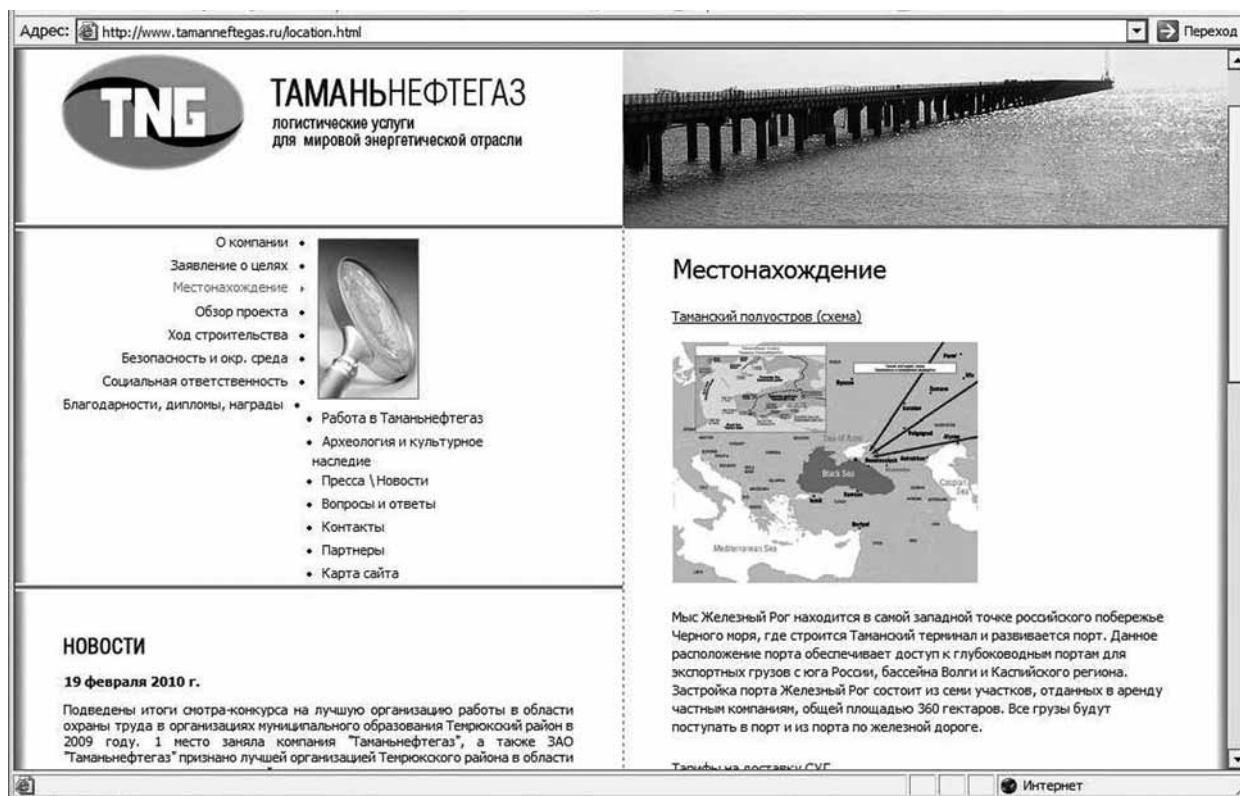 Адрес: http://www.tamanneftegas.ru/location.html Переход
TNG
ТАМАНЬНЕФТЕГАЗ
логистические услуги
для мировой энергетической отрасли
О компании
Заявление о целях
Местонахождение
Обзор проекта
Ход строительства
Безопасность и окр. среда
Социальная ответственность
Благодарности, дипломы, награды
• Работа в Таманьнефтегаз
• Археология и культурное
наследие
• Пресса \ Новости
• Вопросы и ответы
• Контакты
• Партнеры
• Карта сайта
НОВОСТИ
19 февраля 2010 г.
Подведены итоги смотра-конкурса на лучшую организацию работы в области
охраны труда в организациях муниципального образования Темрюкский район в
2009 году. 1 место заняла компания "Таманьнефтегаз", а также ЗАО
"Таманьнефтегаз" признано лучшей организацией Темрюкского района в области
Местонахождение
Таманский полуостров (схема)
Sea of Azov
Black Sea
Caspian
Sea
Mediterranean Sea
Мыс Железный Рог находится в самой западной точке российского побережье
Черного моря, где строится Таманский терминал и развивается порт. Данное
расположение порта обеспечивает доступ к глубоководным портам для
экспортных грузов с юга России, бассейна Волги и Каспийского региона.
Застройка порта Железный Рог состоит из семи участков, отданных в аренду
частным компаниям, общей площадью 360 гектаров. Все грузы будут
поступать в порт и из порта по железной дороге.
Тарифы на доставку СУГ
Интернет